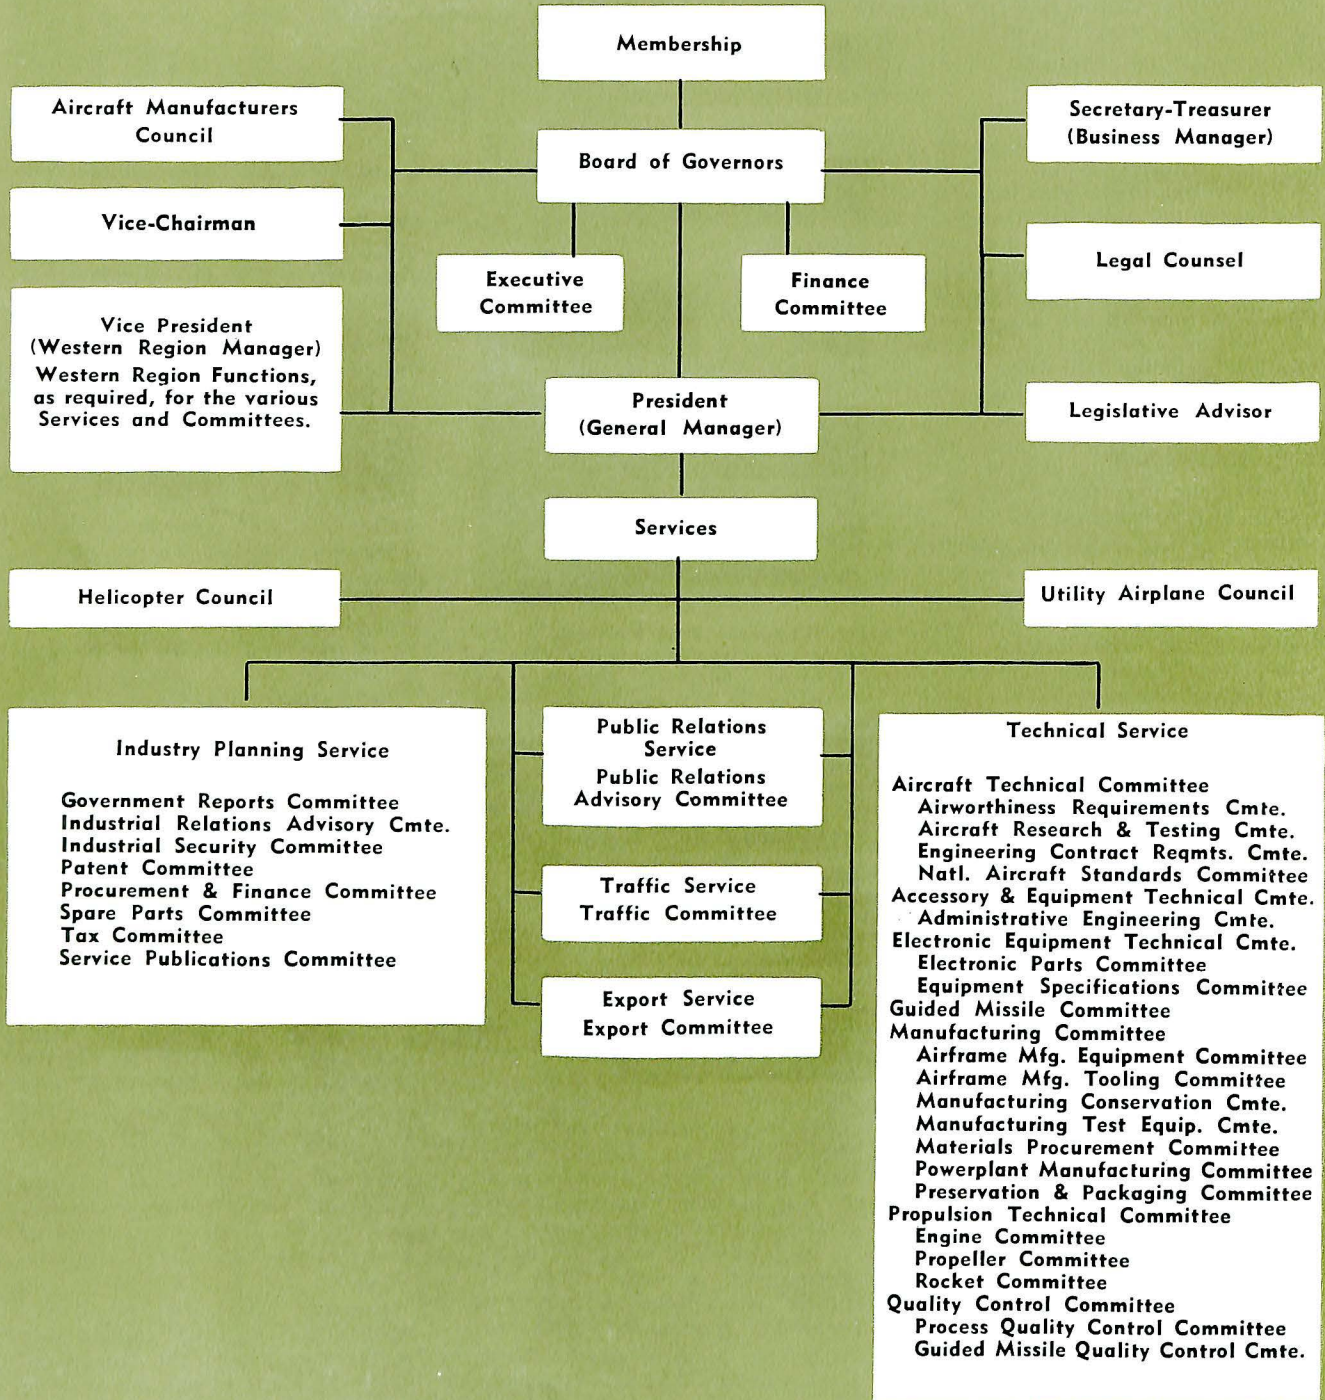 Membership
Aircraft Manufacturers
Council
Secretary-Treasurer
(Business Manager)
Board of Governors
Vice-Chairman
Legal Counsel
Executive
Committee
Finance
Committee
Vice President
(Western Region Manager)
Western Region Functions,
as required, for the various
Services and Committees.
President
(General Manager)
Legislative Advisor
Services
Helicopter Council
Utility Airplane Council
Industry Planning Service
Government Reports Committee
Industrial Relations Advisory Cmte.
Industrial Security Committee
Patent Committee
Procurement & Finance Committee
Spare Parts Committee
Tax Committee
Service Publications Committee
Public Relations
Service
Public Relations
Advisory Committee
Traffic Service
Traffic Committee
Export Service
Export Committee
Technical Service
Aircraft Technical Committee
Airworthiness Requirements Cmte.
Aircraft Research & Testing Cmte.
Engineering Contract Reqmts. Cmte.
Natl. Aircraft Standards Committee
Accessory & Equipment Technical Cmte.
Administrative Engineering Cmte.
Electronic Equipment Technical Cmte.
Electronic Parts Committee
Equipment Specifications Committee
Guided Missile Committee
Manufacturing Committee
Airframe Mfg. Equipment Committee
Airframe Mfg. Tooling Committee
Manufacturing Conservation Cmte.
Manufacturing Test Equip. Cmte.
Materials Procurement Committee
Powerplant Manufacturing Committee
Preservation & Packaging Committee
Propulsion Technical Committee
Engine Committee
Propeller Committee
Rocket Committee
Quality Control Committee
Process Quality Control Committee
Guided Missile Quality Control Cmte.